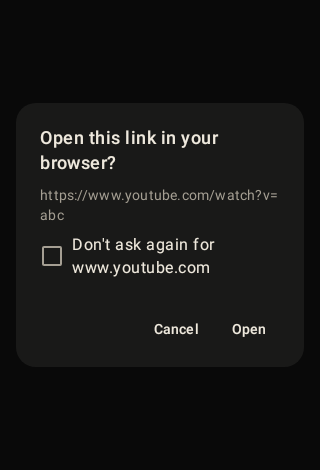 Open this link in your
browser?
https://www.youtube.com/watch?v=
abc
Don't ask again for
www.youtube.com
Cancel Open